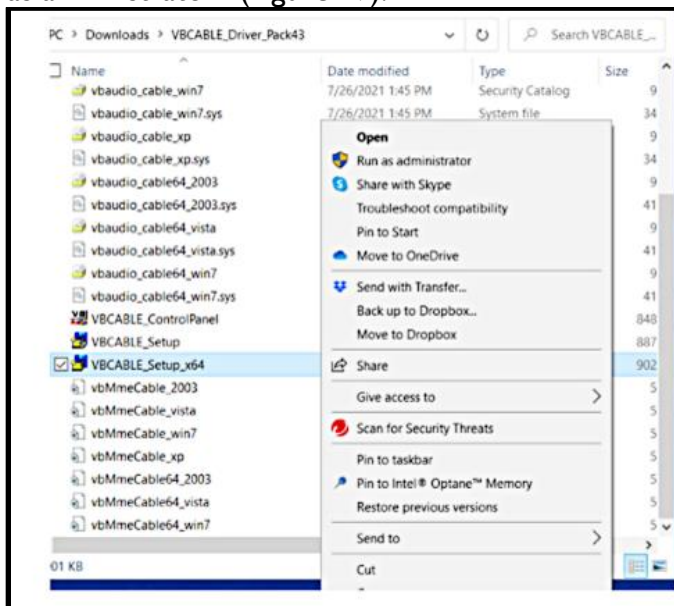 PC > Downloads > VBCABLE_Driver_Pack43
Search VBCABLE_...
Name Date modified Type Size
vbaudio_cable_win7 7/26/2021 1:45 PM Security Catalog 9
vbaudio_cable_win7.sys 7/26/2021 1:45 PM System file 34
vbaudio_cable_xp 9
vbaudio_cable_xp.sys 34
vbaudio_cable64_2003 9
vbaudio_cable64_2003.sys 41
vbaudio_cable64_vista 9
vbaudio_cable64_vista.sys 41
vbaudio_cable64_win7 9
vbaudio_cable64_win7.sys 41
VBCABLE_ControlPanel 848
VBCABLE_Setup 887
VBCABLE_Setup_x64 902
vbMmeCable_2003 5
vbMmeCable_vista 5
vbMmeCable_win7 5
vbMmeCable_xp 5
vbMmeCable64_2003 5
vbMmeCable64_vista 5
vbMmeCable64_win7 5
01 KB
Open
Run as administrator
Share with Skype
Troubleshoot compatibility
Pin to Start
Move to OneDrive
Send with Transfer...
Back up to Dropbox...
Move to Dropbox
Share
Give access to
Scan for Security Threats
Pin to taskbar
Pin to Intel® Optane™ Memory
Restore previous versions
Send to
Cut